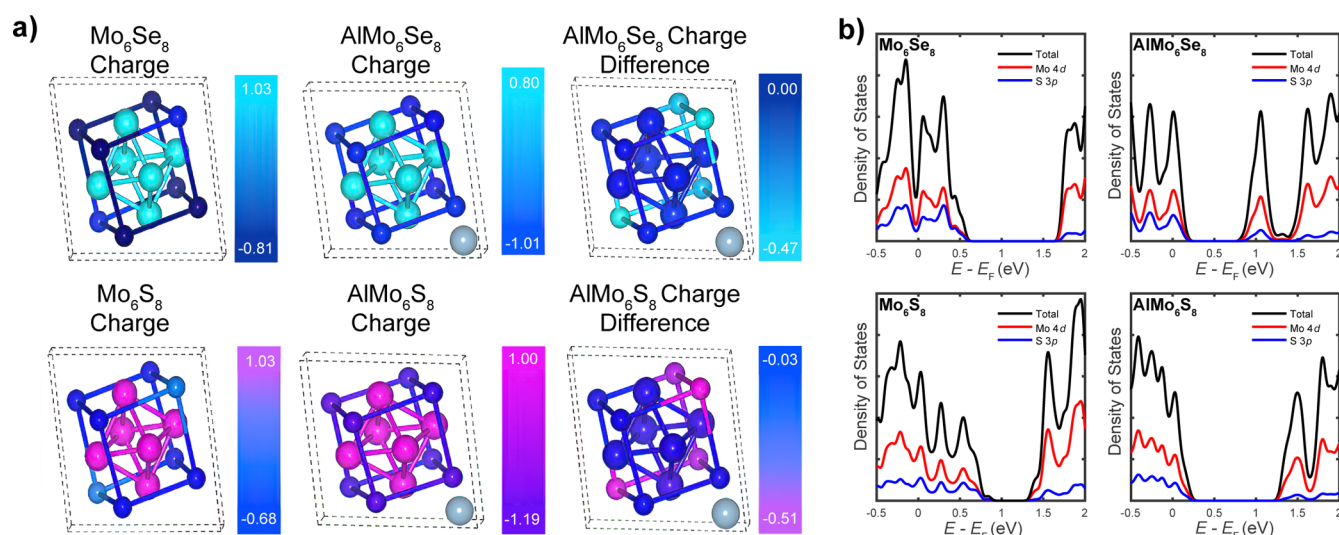 a)
Mo6Se8
Charge
1.03
-0.81
AlMo6Se8
Charge
0.80
-1.01
AlMo6Se8 Charge
Difference
0.00
-0.47
Mo6S8
Charge
1.03
-0.68
AlMo6S8
Charge
1.00
-1.19
AlMo6S8 Charge
Difference
-0.03
-0.51
b)
Mo6Se8
Total
Mo 4d
S 3p
Density of States
-0.5 0 0.5 1 1.5 2
E - EF (eV)
AlMo6Se8
Total
Mo 4d
S 3p
Density of States
-0.5 0 0.5 1 1.5 2
E - EF (eV)
Mo6S8
Total
Mo 4d
S 3p
Density of States
-0.5 0 0.5 1 1.5 2
E - EF (eV)
AlMo6S8
Total
Mo 4d
S 3p
Density of States
-0.5 0 0.5 1 1.5 2
E - EF (eV)